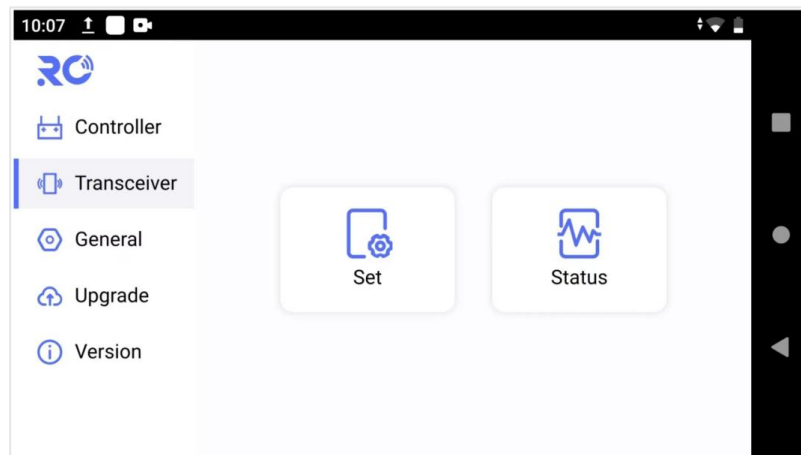 10:07
RC
Controller
Transceiver
General
Upgrade
Version
Set
Status